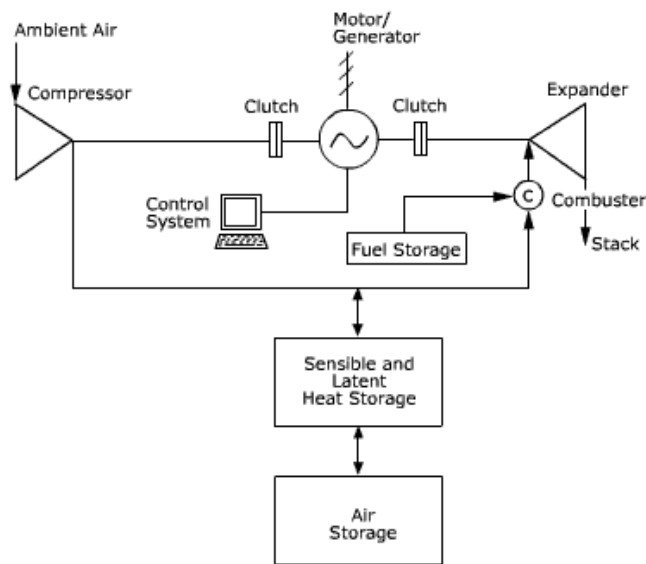 Motor/
Generator
Ambient Air
Compressor
Clutch
Clutch
Expander
Control
System
C
Combuster
Fuel Storage
Stack
Sensible and
Latent
Heat Storage
Air
Storage